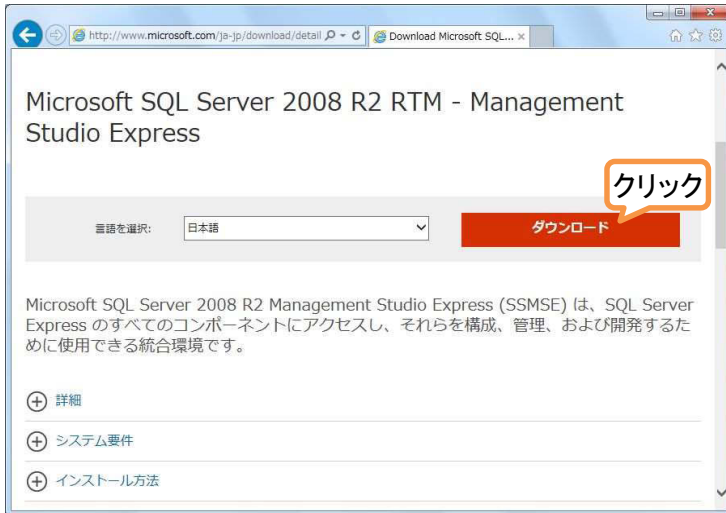 http://www.microsoft.com/ja-jp/download/detail
Download Microsoft SQL...
Microsoft SQL Server 2008 R2 RTM - Management
Studio Express
クリック
言語を選択:
日本語
ダウンロード
Microsoft SQL Server 2008 R2 Management Studio Express (SSMSE) は、SQL Server
Express のすべてのコンポーネントにアクセスし、それらを構成、管理、および開発するた
めに使用できる統合環境です。
詳細
システム要件
インストール方法